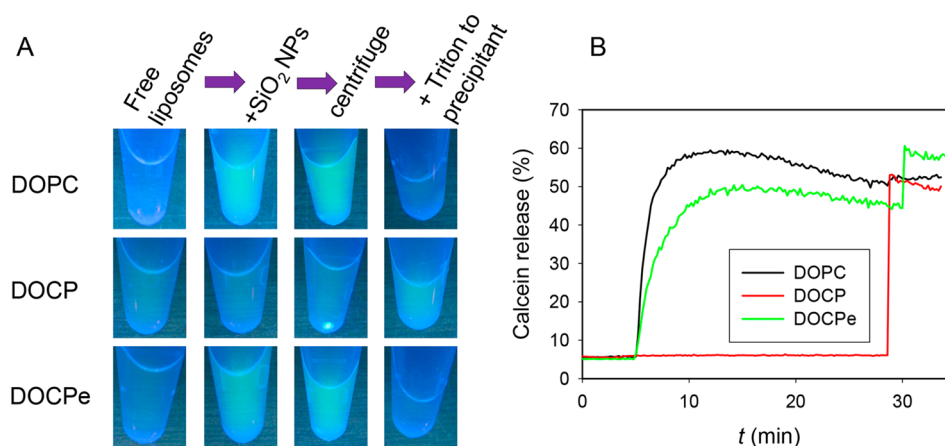 A
Free
liposomes
+SiO₂ NPs
centrifuge
+ Triton to
precipitant
DOPC
DOCP
DOCPe
B
Calcein release (%)
70
60
50
40
30
20
10
0
DOPC
DOCP
DOCPe
0
10
20
30
t (min)